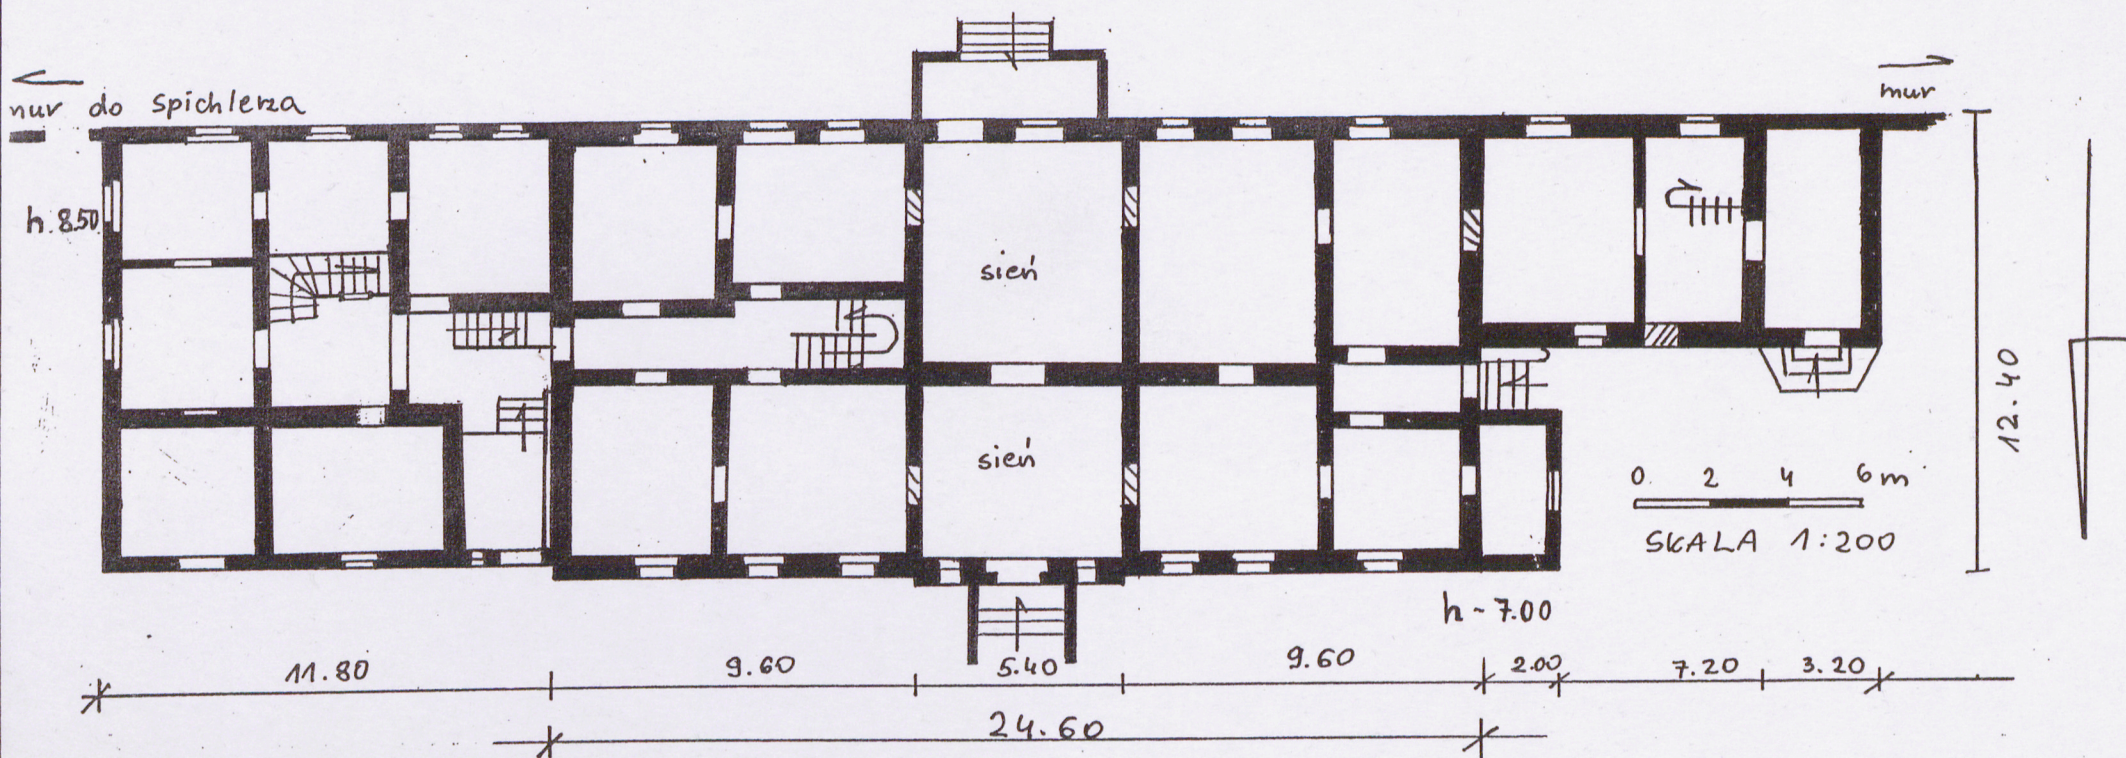 mur
nur do spichlerza
h. 8.50
sień
sień
12.40
0 2 4 6 m
SKALA 1:200
h ~ 7.00
11.80 9.60 5.40 9.60 2.00 7.20 3.20
24.60